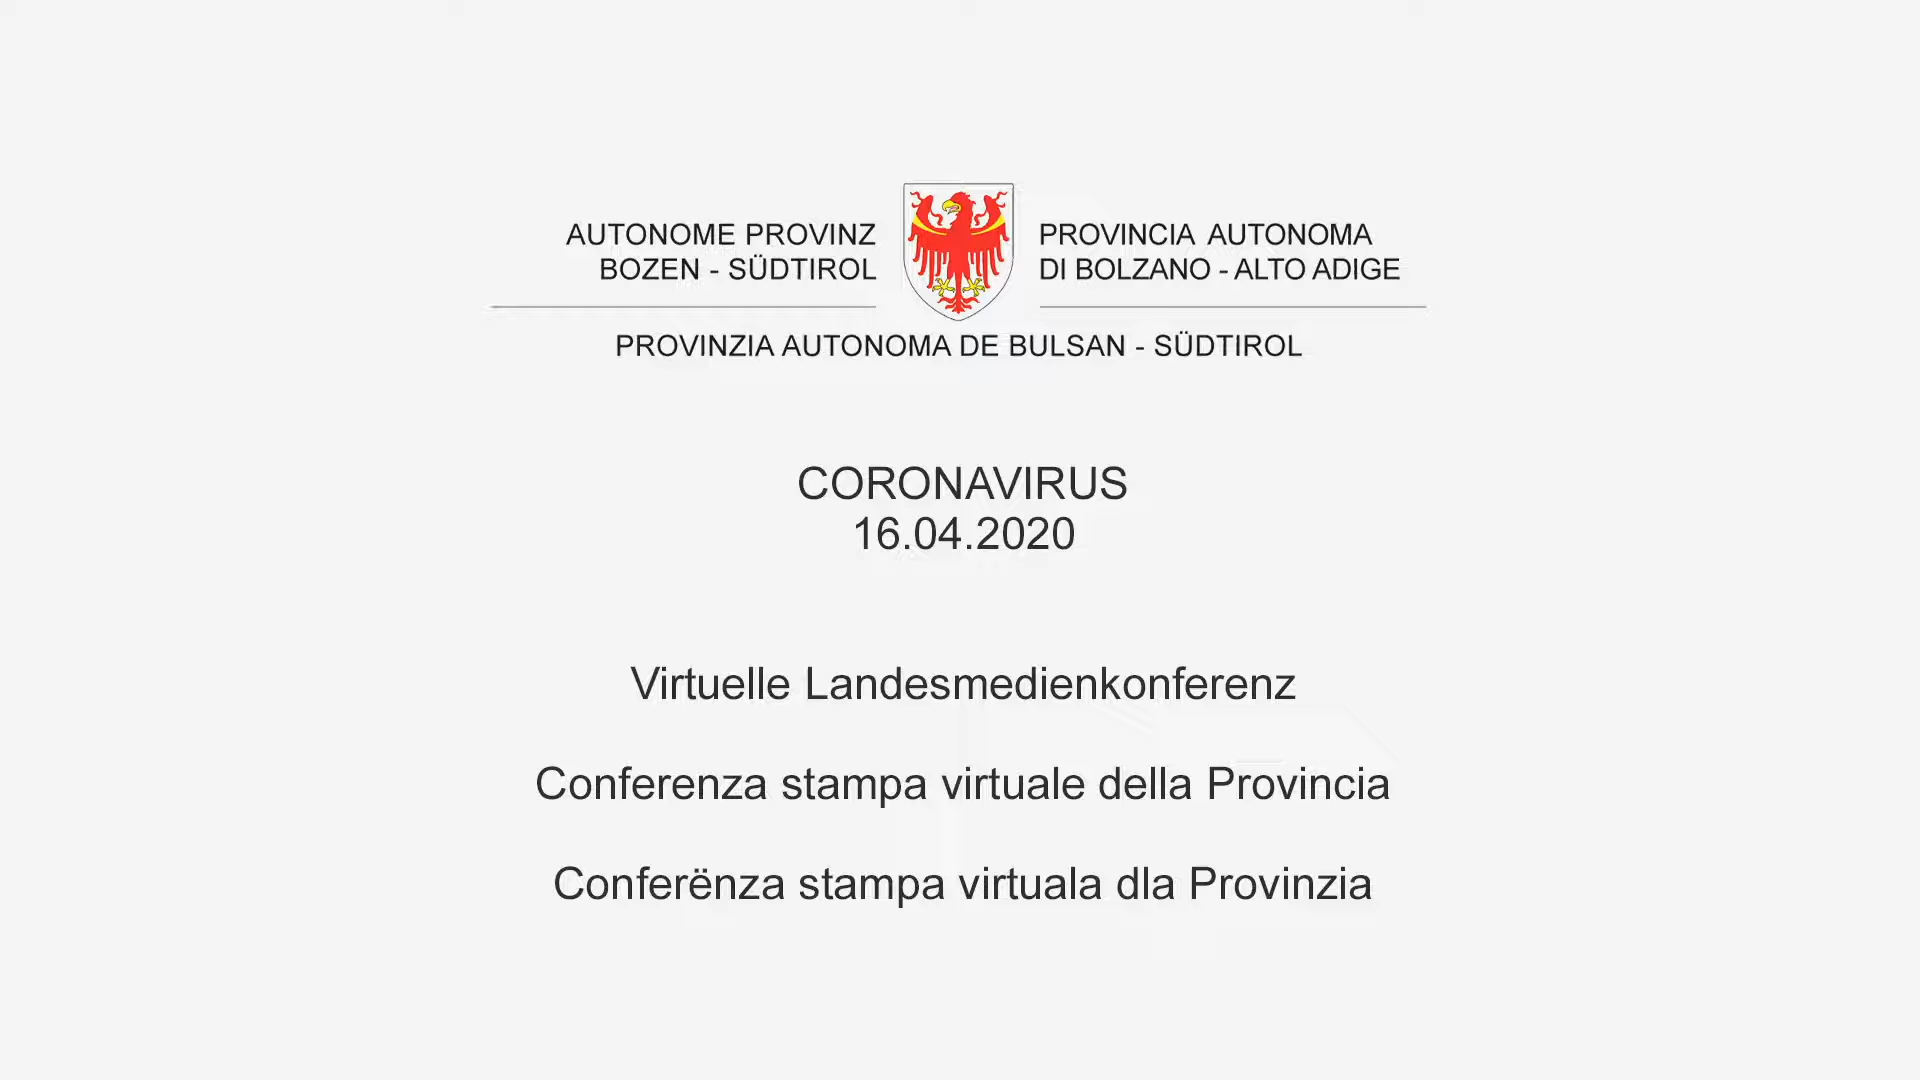 AUTONOME PROVINZ
BOZEN - SÜDTIROL
PROVINCIA AUTONOMA
DI BOLZANO - ALTO ADIGE
PROVINZIA AUTONOMA DE BULSAN - SÜDTIROL
CORONAVIRUS
16.04.2020
Virtuelle Landesmedienkonferenz
Conferenza stampa virtuale della Provincia
Conferënza stampa virtuala dla Provinzia